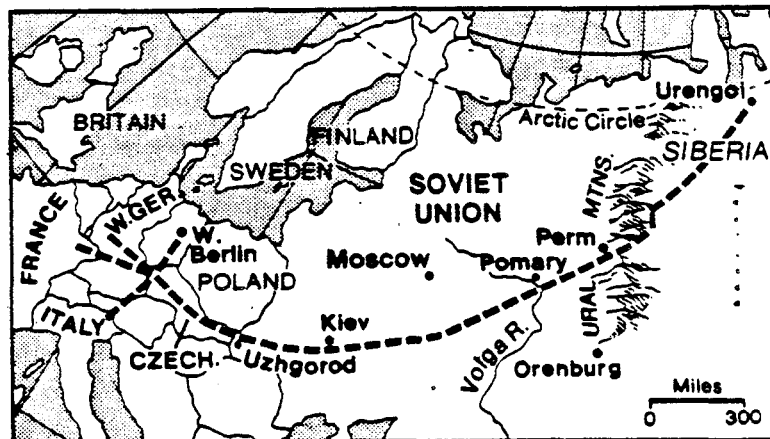 Urengoi
Arctic Circle
BRITAIN
FINLAND
SIBERIA
SWEDEN
W.GER.
SOVIET
UNION
MTNS.
FRANCE
W.
Berlin
Perm
POLAND
Moscow
Pomary
ITALY
Kiev
URAL
CZECH.
Uzhgorod
Volga R.
Orenburg
Miles
0 300